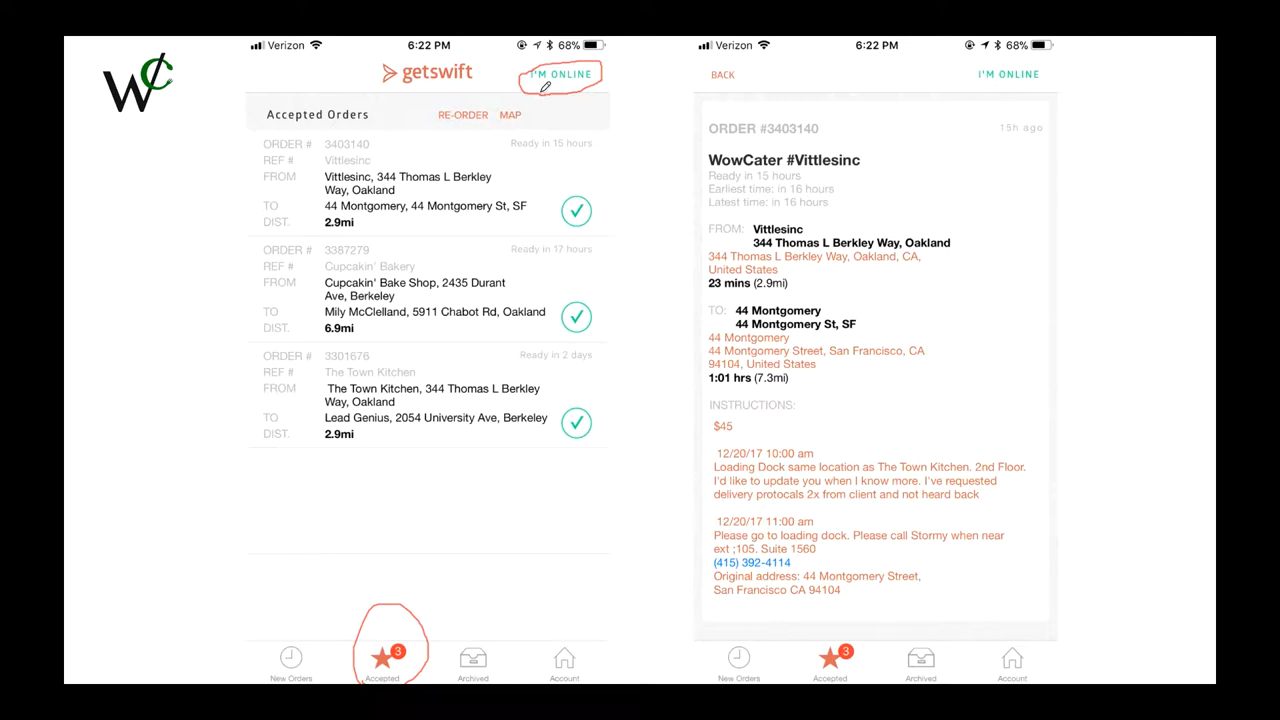 WC
Verizon 6:22 PM 68%
getswift I'M ONLINE
Accepted Orders RE-ORDER MAP
ORDER # 3403140 Ready in 15 hours
REF # Vittlesinc
FROM Vittlesinc, 344 Thomas L Berkley
Way, Oakland
TO 44 Montgomery, 44 Montgomery St, SF
DIST. 2.9mi
ORDER # 3387279 Ready in 17 hours
REF # Cupcakin' Bakery
FROM Cupcakin' Bake Shop, 2435 Durant
Ave, Berkeley
TO Mily McClelland, 5911 Chabot Rd, Oakland
DIST. 6.9mi
ORDER # 3301676 Ready in 2 days
REF # The Town Kitchen
FROM The Town Kitchen, 344 Thomas L Berkley
Way, Oakland
TO Lead Genius, 2054 University Ave, Berkeley
DIST. 2.9mi
3
New Orders Accepted Archived Account
Verizon 6:22 PM 68%
BACK I'M ONLINE
ORDER #3403140 15h ago
WowCater #Vittlesinc
Ready in 15 hours
Earliest time: in 16 hours
Latest time: in 16 hours
FROM: Vittlesinc
344 Thomas L Berkley Way, Oakland
344 Thomas L Berkley Way, Oakland, CA,
United States
23 mins (2.9mi)
TO: 44 Montgomery
44 Montgomery St, SF
44 Montgomery
44 Montgomery Street, San Francisco, CA
94104, United States
1:01 hrs (7.3mi)
INSTRUCTIONS:
$45
12/20/17 10:00 am
Loading Dock same location as The Town Kitchen. 2nd Floor.
I'd like to update you when I know more. I've requested
delivery protocals 2x from client and not heard back
12/20/17 11:00 am
Please go to loading dock. Please call Stormy when near
ext ;105. Suite 1560
(415) 392-4114
Original address: 44 Montgomery Street,
San Francisco CA 94104
3
New Orders Accepted Archived Account